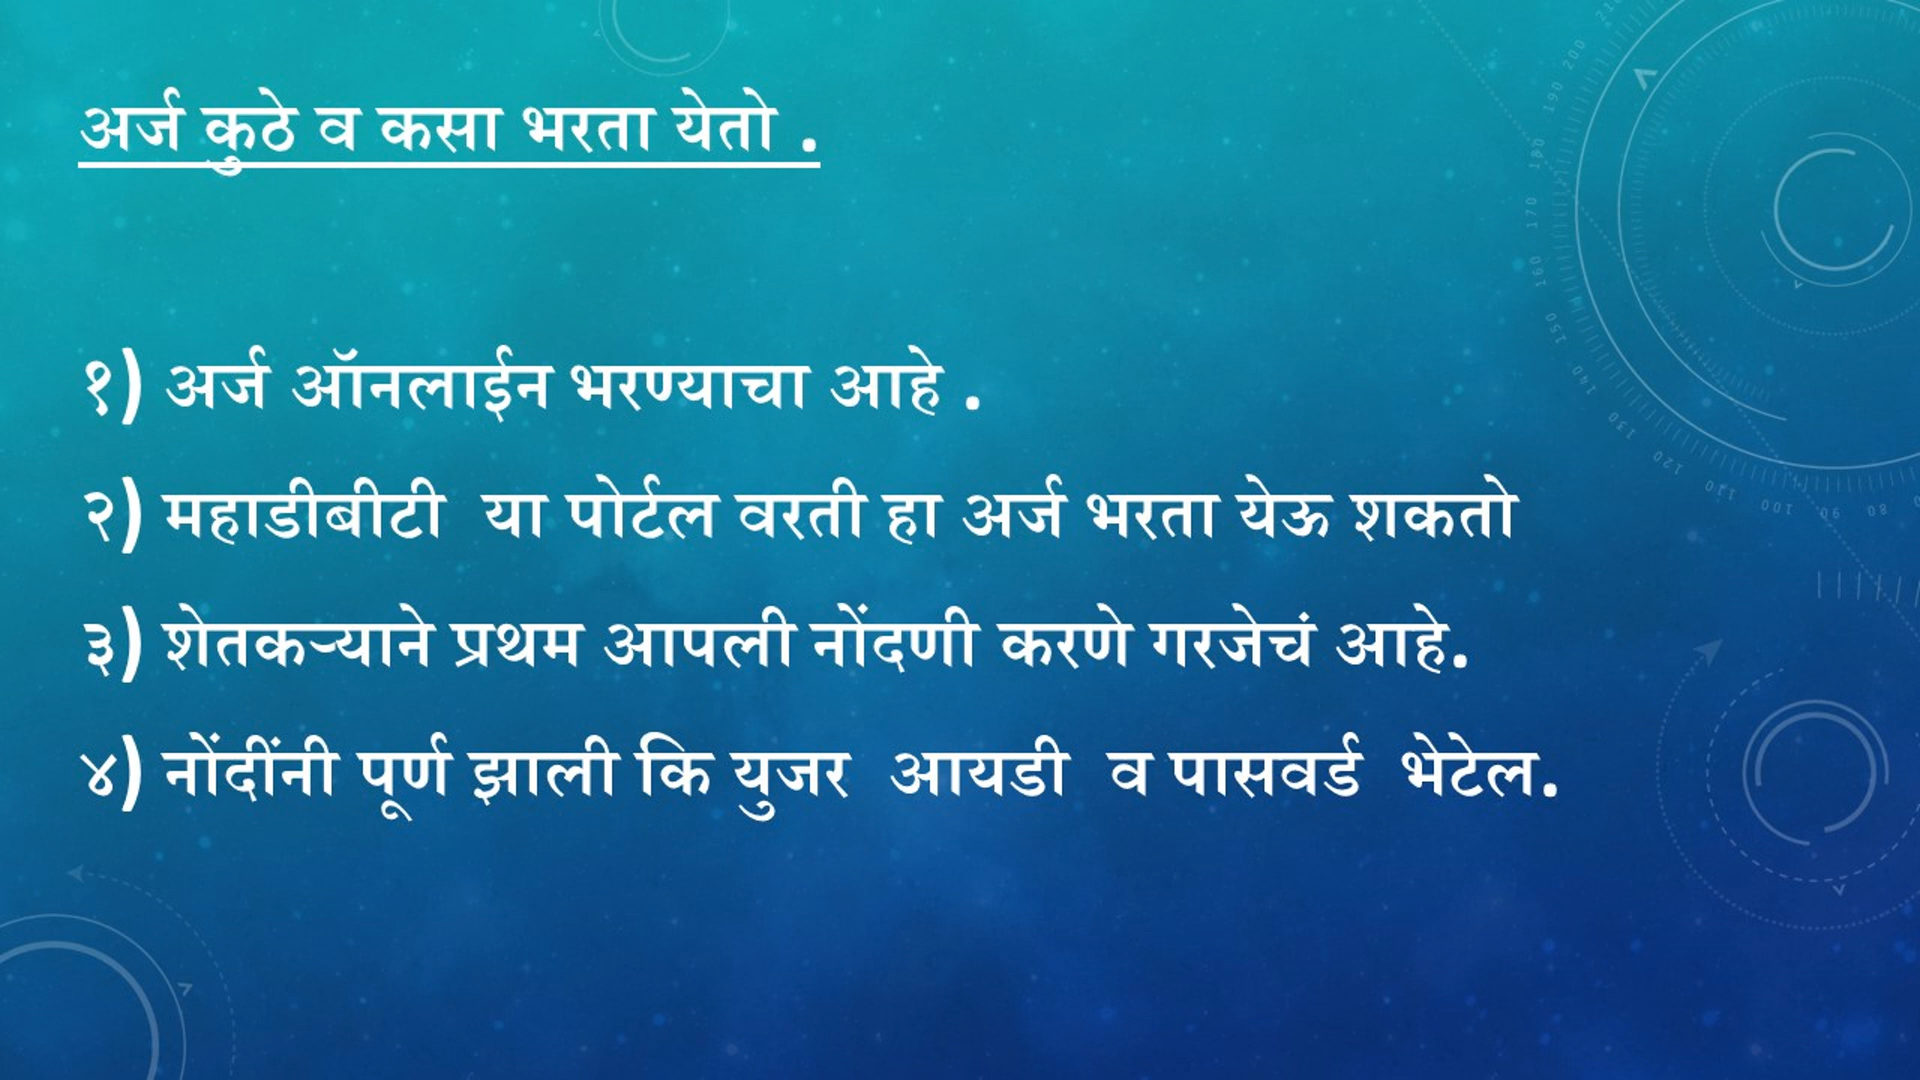 अर्ज कुठे व कसा भरता येतो .
१) अर्ज ऑनलाईन भरण्याचा आहे .
२) महाडीबीटी या पोर्टल वरती हा अर्ज भरता येऊ शकतो
३) शेतकऱ्याने प्रथम आपली नोंदणी करणे गरजेचं आहे.
४) नोंदींनी पूर्ण झाली कि युजर आयडी व पासवर्ड भेटेल.